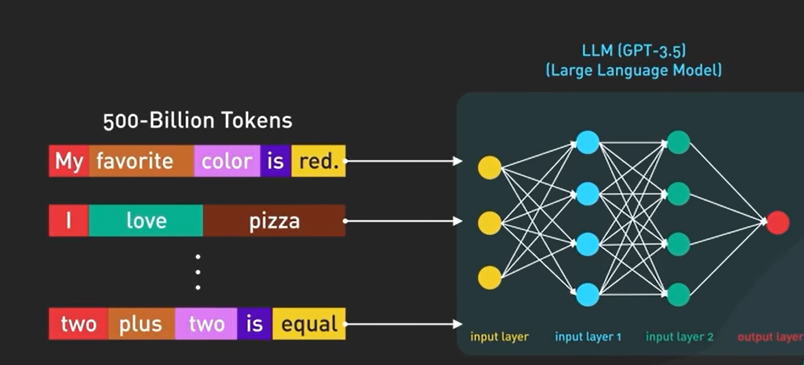 LLM (GPT-3.5)
(Large Language Model)
500-Billion Tokens
My favorite color is red.
I love pizza
two plus two is equal
input layer input layer 1 input layer 2 output layer